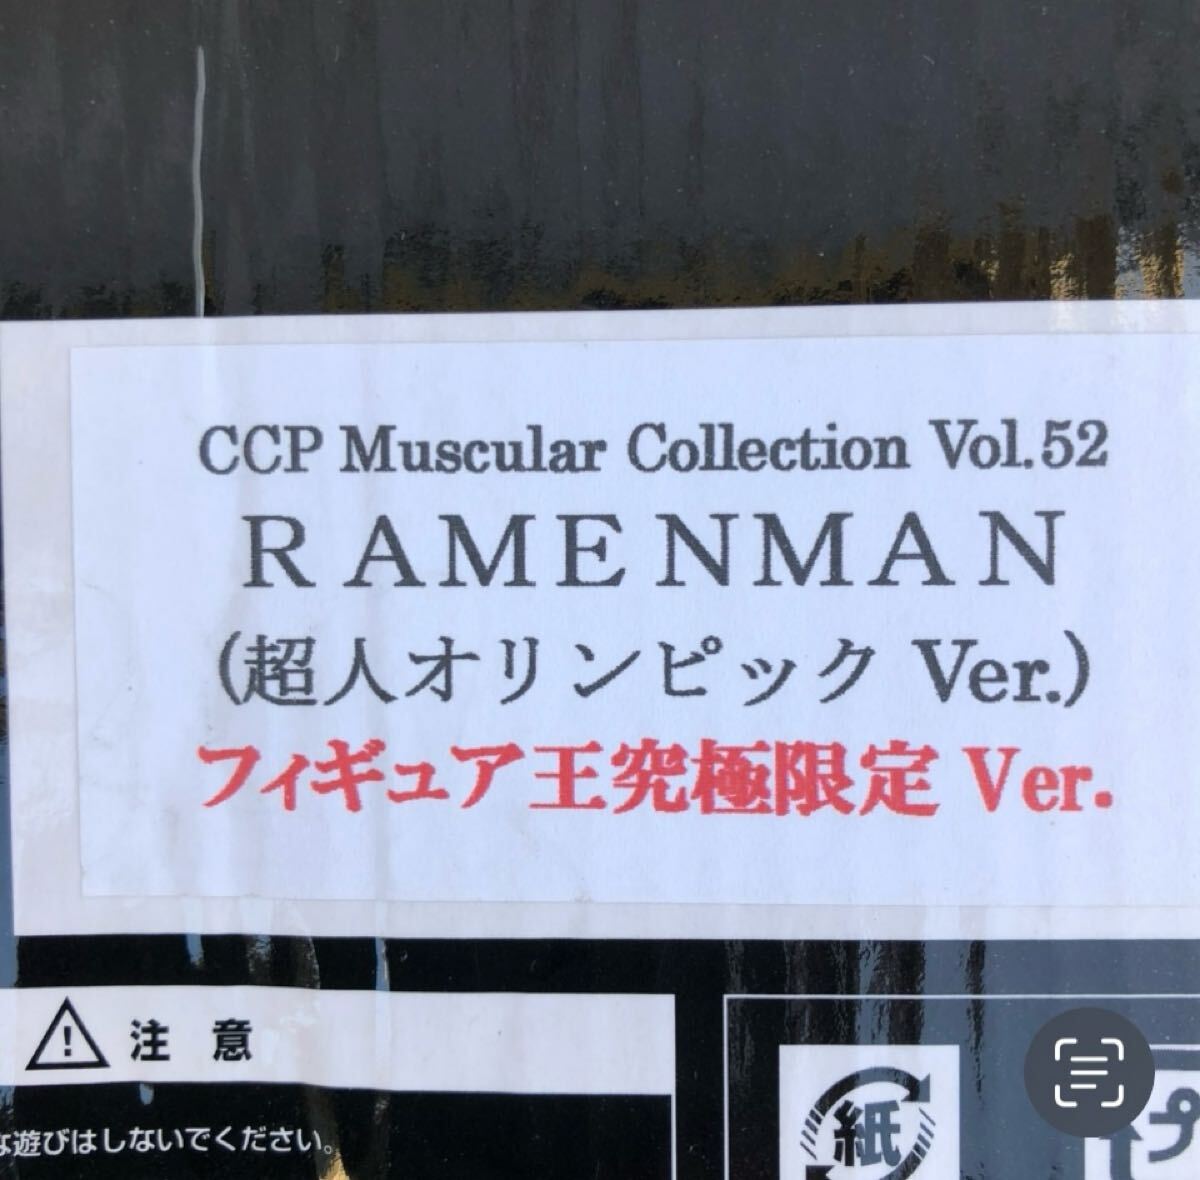 CCP Muscular Collection Vol.52
RAMENMAN
(超人オリンピック Ver.)
フィギュア王究極限定 Ver.
注 意
な遊びはしないでください。
紙
プ